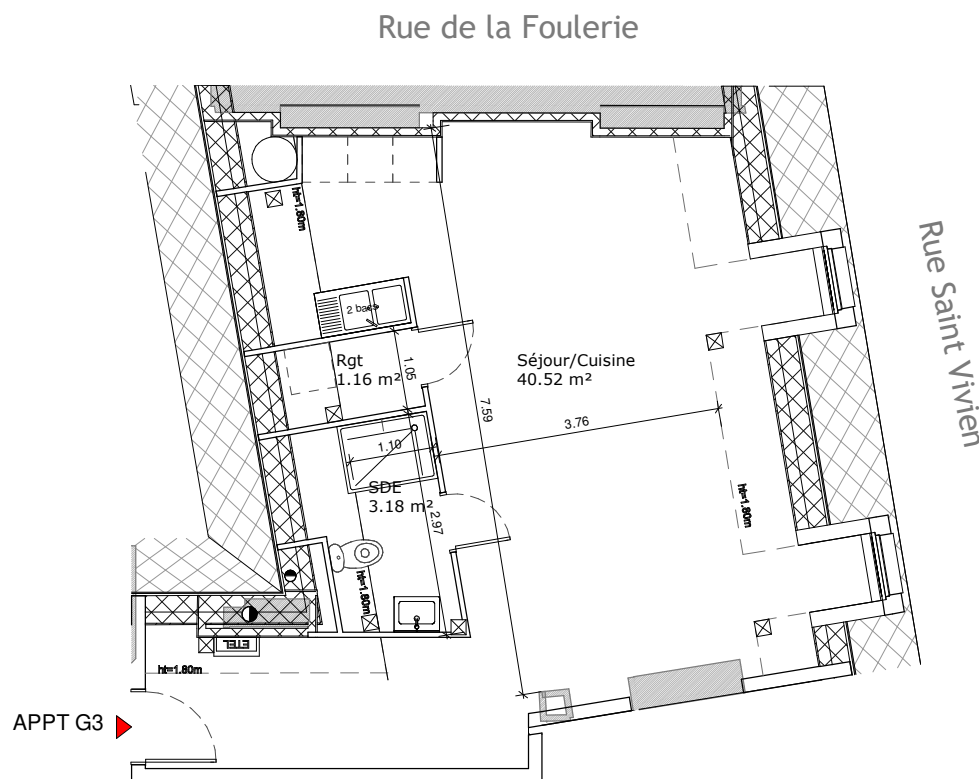 Rue de la Foulerie
ht=1.80m
2 bacs
Rgt
1.16 m²
1.05
Séjour/Cuisine
40.52 m²
Rue Saint Vivien
7.59
3.76
1.10
SDE
3.18 m²
2.97
ht=1.80m
ht=1.80m
ETEL
ht=1.80m
APPT G3